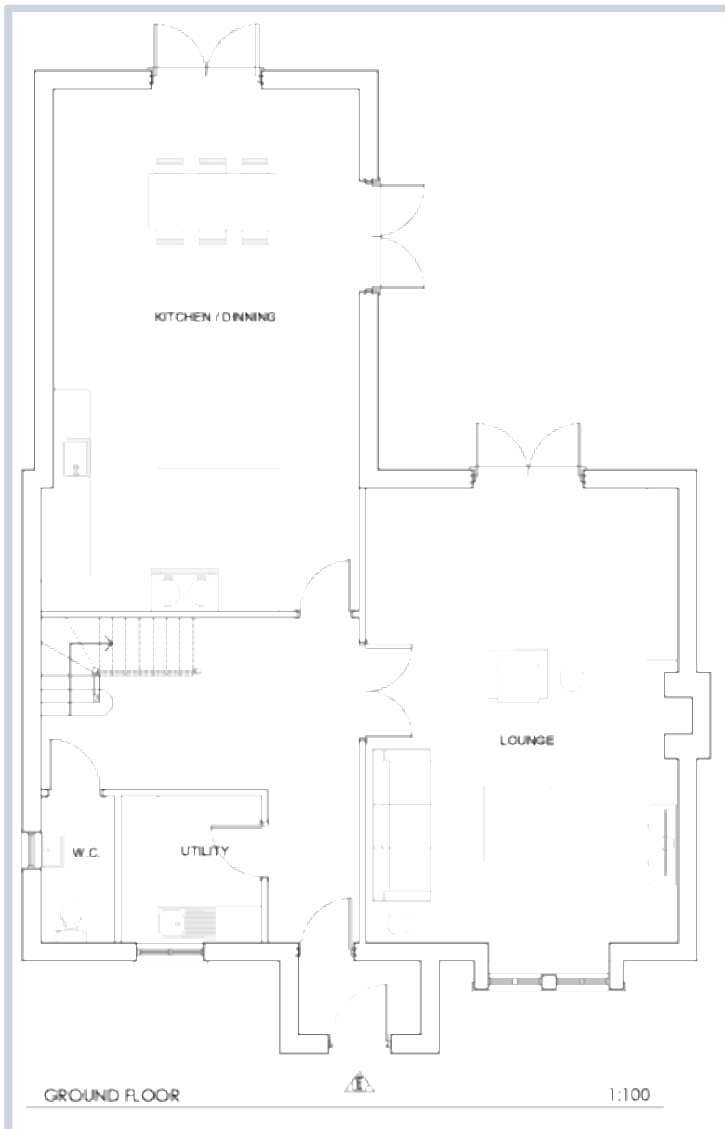 KITCHEN / DINNING
LOUNGE
W.C.
UTILITY
GROUND FLOOR
1:100